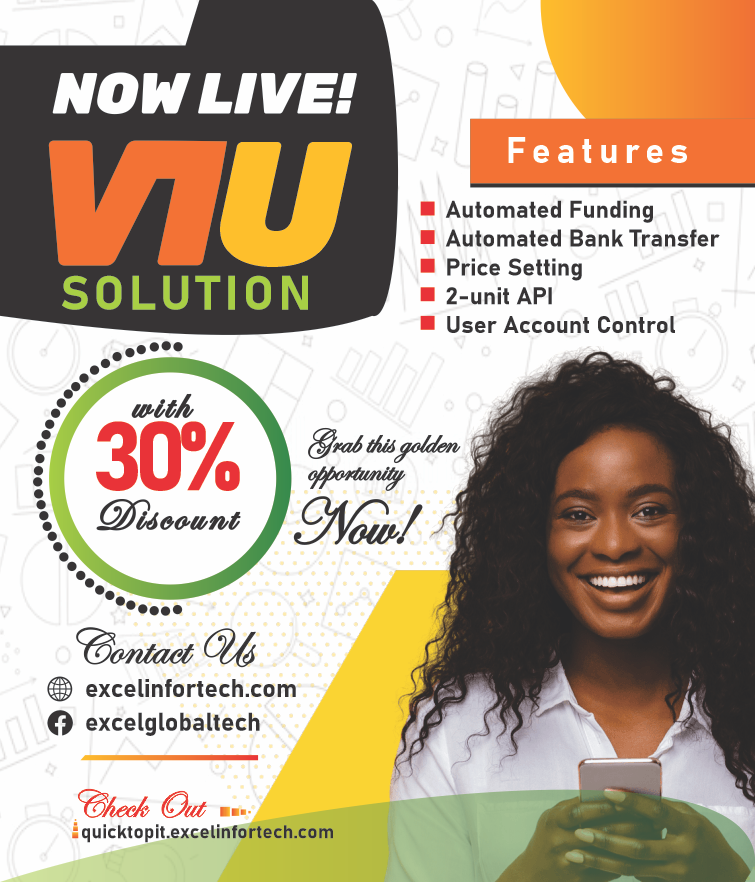 NOW LIVE!
VTU
SOLUTION
Features
Automated Funding
Automated Bank Transfer
Price Setting
2-unit API
User Account Control
with
30%
Discount
Grab this golden
opportunity
Now!
Contact Us
excelinfortech.com
excelglobaltech
Check Out
quicktopit.excelinfortech.com